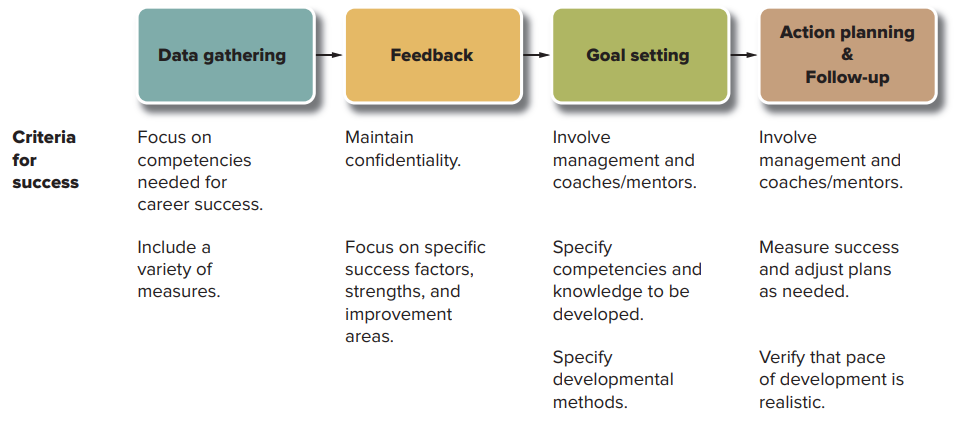 Data gathering
Feedback
Goal setting
Action planning
&
Follow-up
Criteria
for
success
Focus on
competencies
needed for
career success.
Include a
variety of
measures.
Maintain
confidentiality.
Focus on specific
success factors,
strengths, and
improvement
areas.
Involve
management and
coaches/mentors.
Specify
competencies and
knowledge to be
developed.
Specify
developmental
methods.
Involve
management and
coaches/mentors.
Measure success
and adjust plans
as needed.
Verify that pace
of development is
realistic.